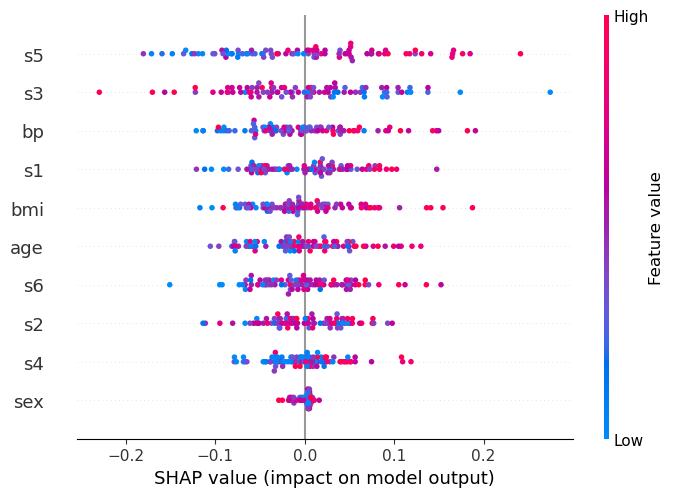 High
s5
s3
bp
s1
bmi
age
s6
s2
s4
sex
Low
Feature value
−0.2 −0.1 0.0 0.1 0.2
SHAP value (impact on model output)